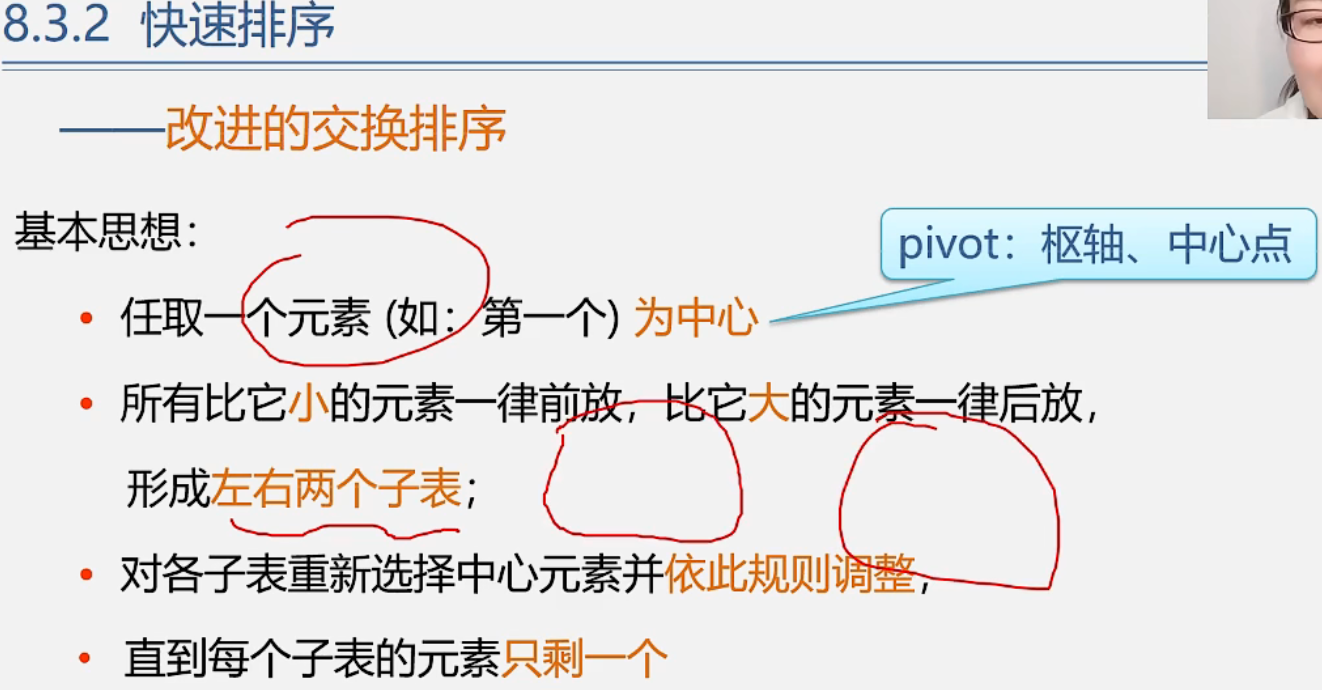 8.3.2 快速排序
——改进的交换排序
基本思想：
pivot：枢轴、中心点
• 任取一个元素 (如：第一个) 为中心
• 所有比它小的元素一律前放，比它大的元素一律后放，
形成左右两个子表；
• 对各子表重新选择中心元素并依此规则调整，
• 直到每个子表的元素只剩一个